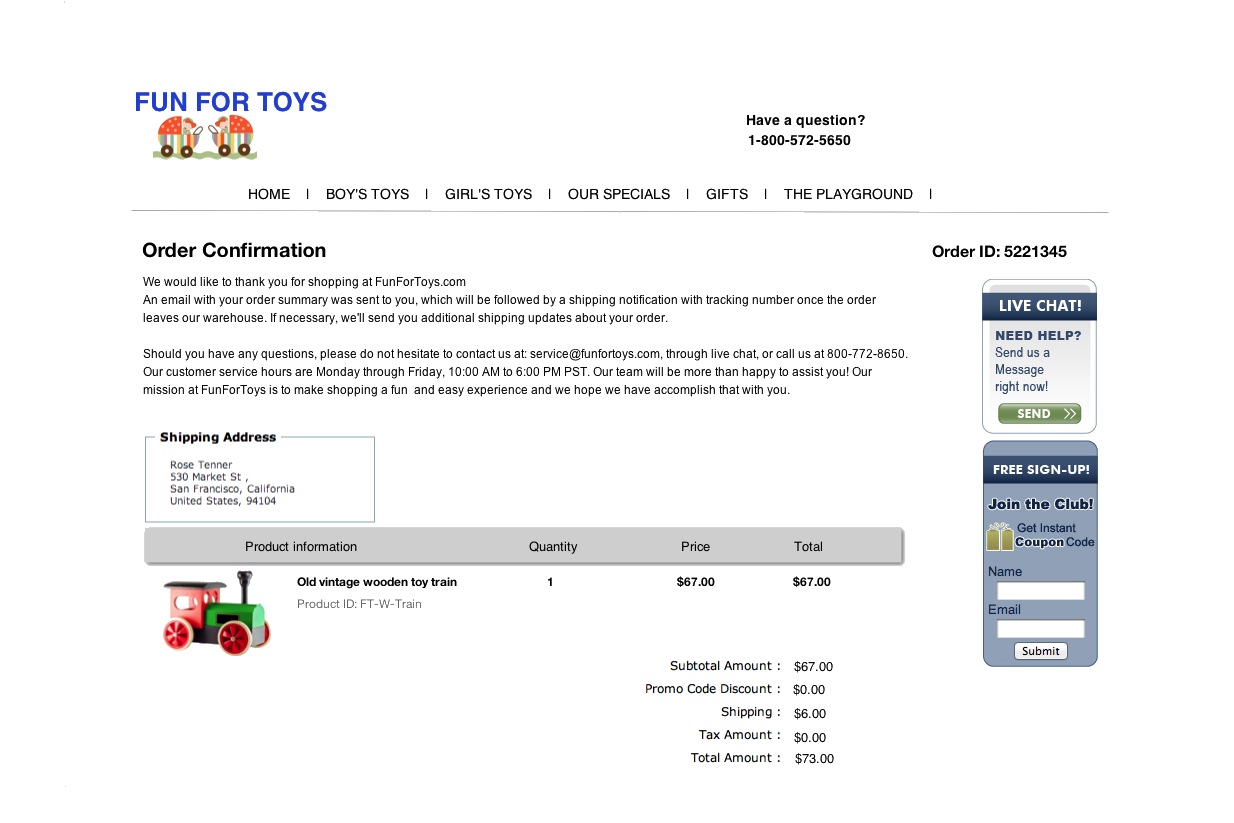 FUN FOR TOYS
Have a question?
1-800-572-5650
HOME | BOY'S TOYS | GIRL'S TOYS | OUR SPECIALS | GIFTS | THE PLAYGROUND |
Order Confirmation
Order ID: 5221345
We would like to thank you for shopping at FunForToys.com
An email with your order summary was sent to you, which will be followed by a shipping notification with tracking number once the order
leaves our warehouse. If necessary, we'll send you additional shipping updates about your order.
Should you have any questions, please do not hesitate to contact us at: service@funfortoys.com, through live chat, or call us at 800-772-8650.
Our customer service hours are Monday through Friday, 10:00 AM to 6:00 PM PST. Our team will be more than happy to assist you! Our
mission at FunForToys is to make shopping a fun and easy experience and we hope we have accomplish that with you.
LIVE CHAT!
NEED HELP?
Send us a
Message
right now!
SEND >>
Shipping Address
Rose Tenner
530 Market St ,
San Francisco, California
United States, 94104
FREE SIGN-UP!
Join the Club!
Get Instant
Coupon Code
Name
Email
Submit
Product information Quantity Price Total
Old vintage wooden toy train 1 $67.00 $67.00
Product ID: FT-W-Train
Subtotal Amount : $67.00
Promo Code Discount : $0.00
Shipping : $6.00
Tax Amount : $0.00
Total Amount : $73.00